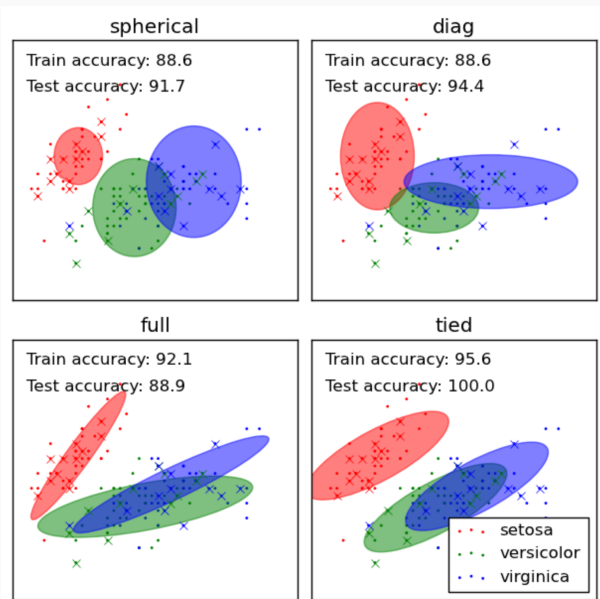 spherical
Train accuracy: 88.6
Test accuracy: 91.7
diag
Train accuracy: 88.6
Test accuracy: 94.4
full
Train accuracy: 92.1
Test accuracy: 88.9
tied
Train accuracy: 95.6
Test accuracy: 100.0
setosa
versicolor
virginica